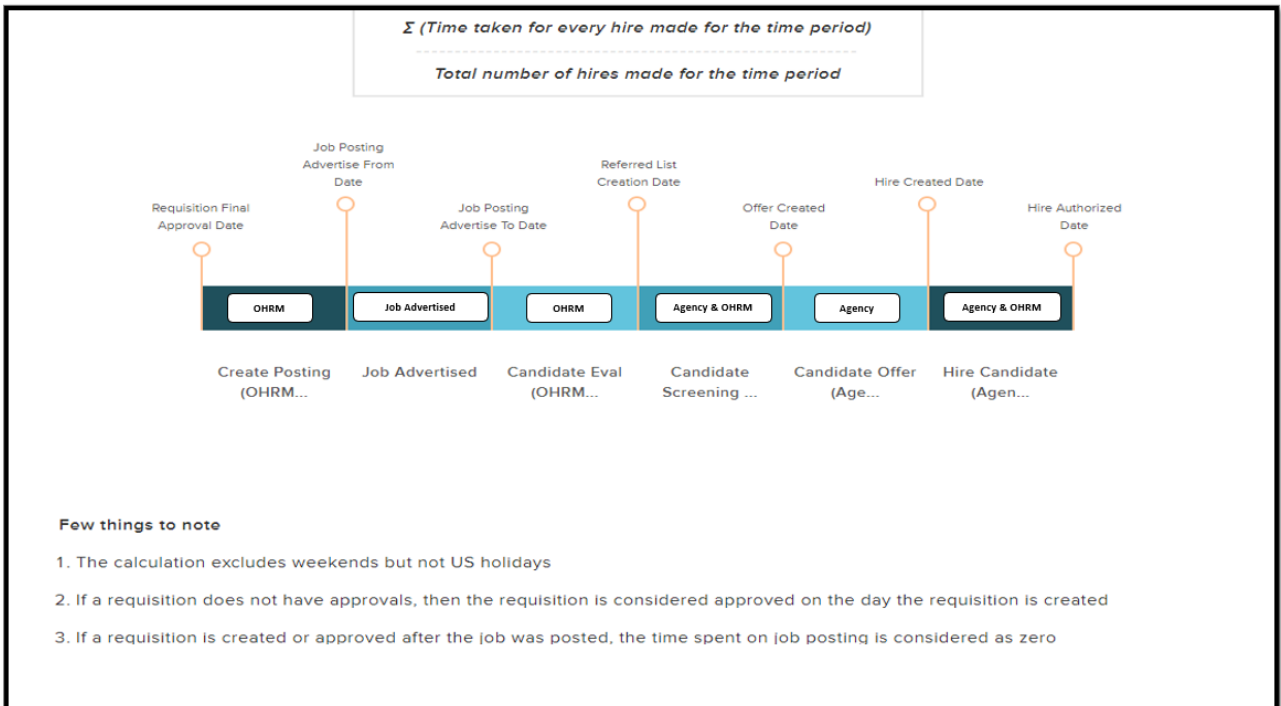 Σ (Time taken for every hire made for the time period)
Total number of hires made for the time period
Job Posting
Advertise From
Date
Referred List
Creation Date
Hire Created Date
Requisition Final
Approval Date
Job Posting
Advertise To Date
Offer Created
Date
Hire Authorized
Date
OHRM
Job Advertised
OHRM
Agency & OHRM
Agency
Agency & OHRM
Create Posting
(OHRM...
Job Advertised
Candidate Eval
(OHRM...
Candidate
Screening ...
Candidate Offer
(Age...
Hire Candidate
(Agen...
Few things to note
1. The calculation excludes weekends but not US holidays
2. If a requisition does not have approvals, then the requisition is considered approved on the day the requisition is created
3. If a requisition is created or approved after the job was posted, the time spent on job posting is considered as zero